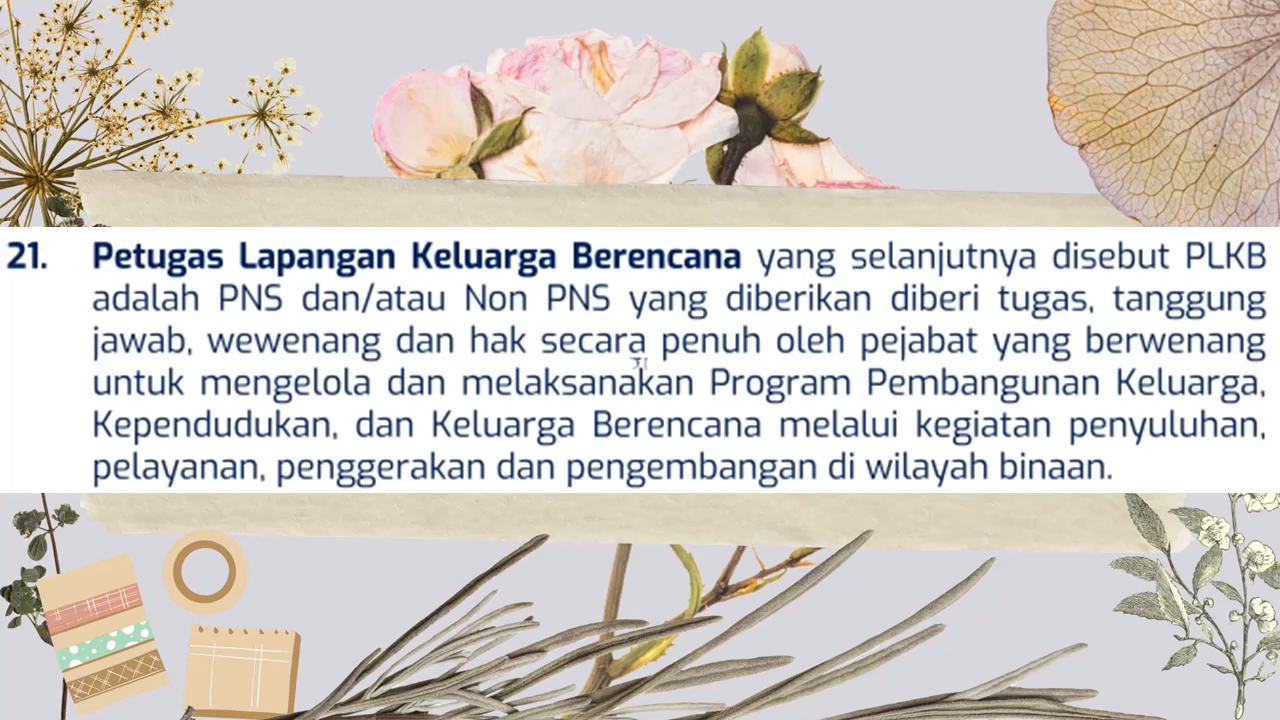 21. Petugas Lapangan Keluarga Berencana yang selanjutnya disebut PLKB
adalah PNS dan/atau Non PNS yang diberikan diberi tugas, tanggung
jawab, wewenang dan hak secara penuh oleh pejabat yang berwenang
untuk mengelola dan melaksanakan Program Pembangunan Keluarga,
Kependudukan, dan Keluarga Berencana melalui kegiatan penyuluhan,
pelayanan, penggerakan dan pengembangan di wilayah binaan.